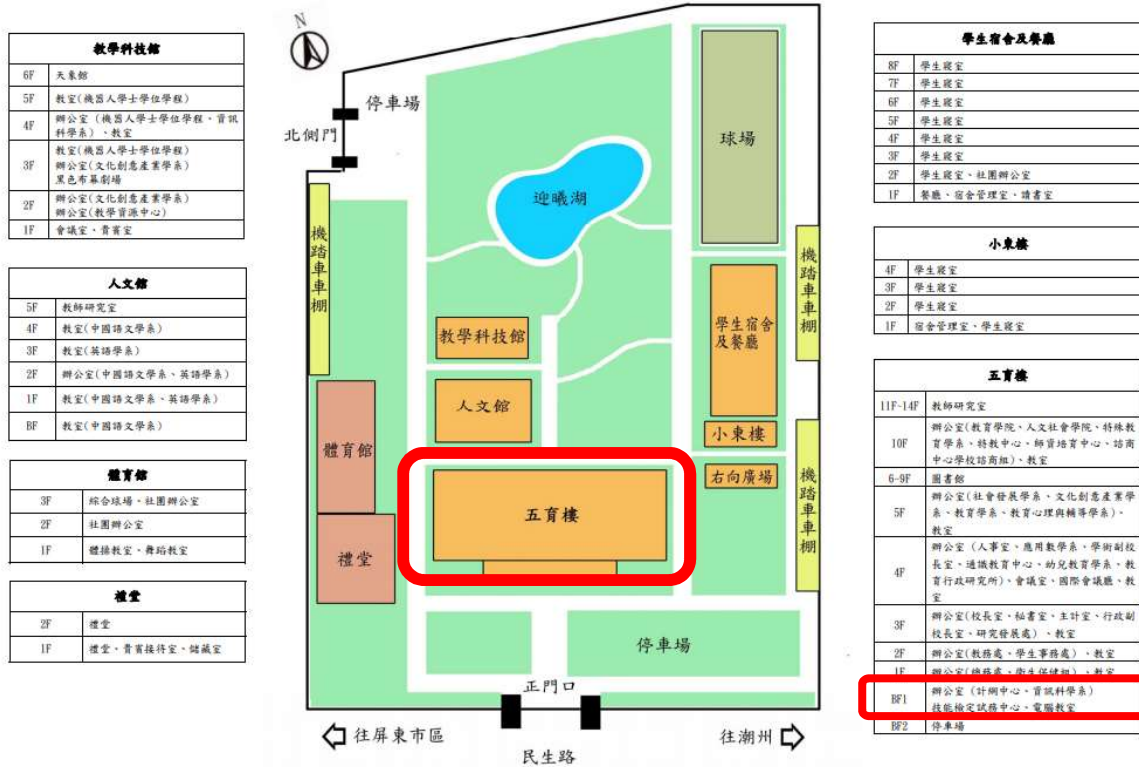 教學科技館
6F 天象館
5F 教室(機器人學士學位學程)
4F 辦公室(機器人學士學位學程、資訊
科學系)、教室
3F 教室(機器人學士學位學程)
辦公室(文化創意產業學系)
黑色布幕劇場
2F 辦公室(文化創意產業學系)
辦公室(教學資源中心)
1F 會議室、貴賓室
人文館
5F 教師研究室
4F 教室(中國語文學系)
3F 教室(英語學系)
2F 辦公室(中國語文學系、英語學系)
1F 教室(中國語文學系、英語學系)
BF 教室(中國語文學系)
體育館
3F 綜合球場、社團辦公室
2F 社團辦公室
1F 體操教室、舞蹈教室
禮堂
2F 禮堂
1F 禮堂、貴賓接待室、儲藏室
N
停車場
北側門
球場
迎曦湖
機踏車車棚
機踏車車棚
教學科技館
學生宿舍
及餐廳
人文館
小東樓
體育館
右向廣場
機踏車車棚
五育樓
禮堂
停車場
正門口
往屏東市區
往潮州
民生路
學生宿舍及餐廳
8F 學生寢室
7F 學生寢室
6F 學生寢室
5F 學生寢室
4F 學生寢室
3F 學生寢室
2F 學生寢室、社團辦公室
1F 餐廳、宿舍管理室、讀書室
小東樓
4F 學生寢室
3F 學生寢室
2F 學生寢室
1F 宿舍管理室、學生寢室
五育樓
11F-14F 教師研究室
10F 辦公室(教育學院、人文社會學院、特殊教
育學系、特教中心、師資培育中心、諮商
中心學校諮商組)、教室
6-9F 圖書館
5F 辦公室(社會發展學系、文化創意產業學
系、教育學系、教育心理與輔導學系)、
教室
4F 辦公室(人事室、應用數學系、學術副校
長室、通識教育中心、幼兒教育學系、教
育行政研究所)、會議室、國際會議廳、教
室
3F 辦公室(校長室、秘書室、主計室、行政副
校長室、研究發展處)、教室
2F 辦公室(教務處、學生事務處)、教室
1F 辦公室(總務處、衛生保健組)、教室
BF1 辦公室(計網中心、資訊科學系)
技能檢定試務中心、電腦教室
BF2 停車場